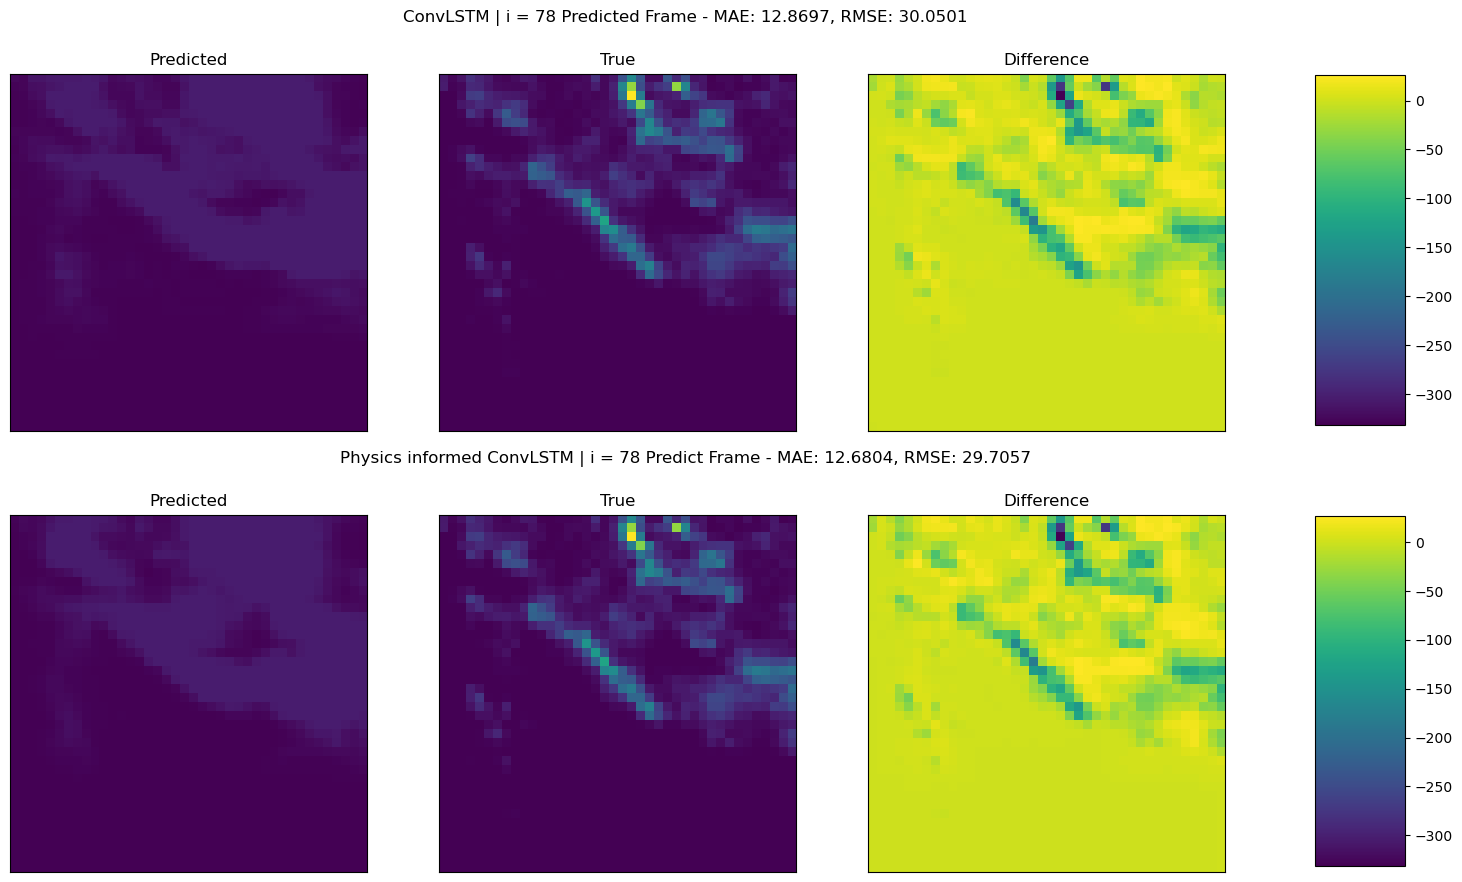 ConvLSTM | i = 78 Predicted Frame - MAE: 12.8697, RMSE: 30.0501
Predicted
True
Difference
0
−50
−100
−150
−200
−250
−300
Physics informed ConvLSTM | i = 78 Predict Frame - MAE: 12.6804, RMSE: 29.7057
Predicted
True
Difference
0
−50
−100
−150
−200
−250
−300